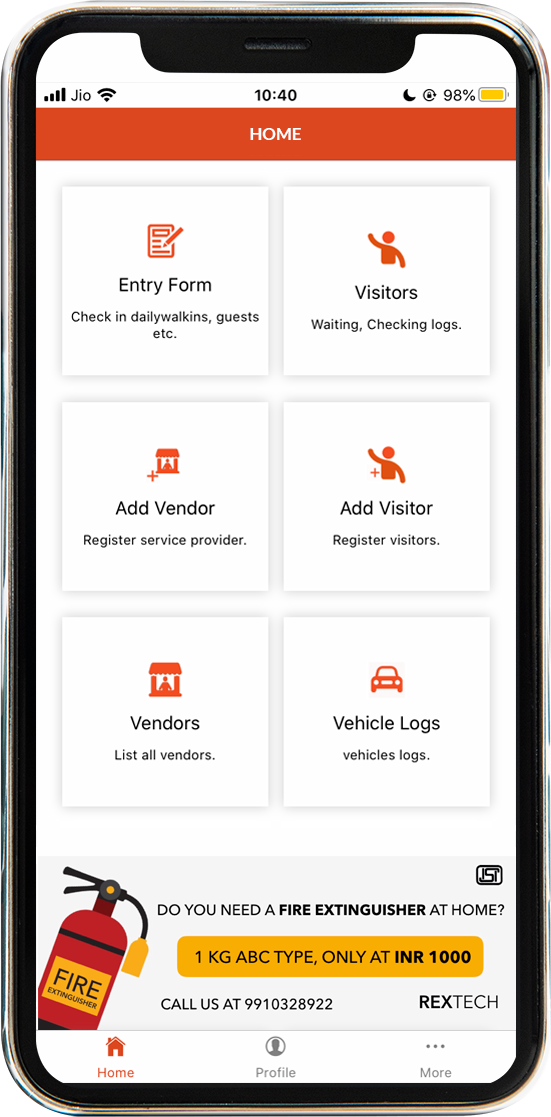 Jio 10:40 98%
HOME
Entry Form
Check in dailywalkins, guests
etc.
Visitors
Waiting, Checking logs.
Add Vendor
Register service provider.
Add Visitor
Register visitors.
Vendors
List all vendors.
Vehicle Logs
vehicles logs.
DO YOU NEED A FIRE EXTINGUISHER AT HOME?
1 KG ABC TYPE, ONLY AT INR 1000
CALL US AT 9910328922
REXTECH
FIRE
EXTINGUISHER
Home
Profile
More